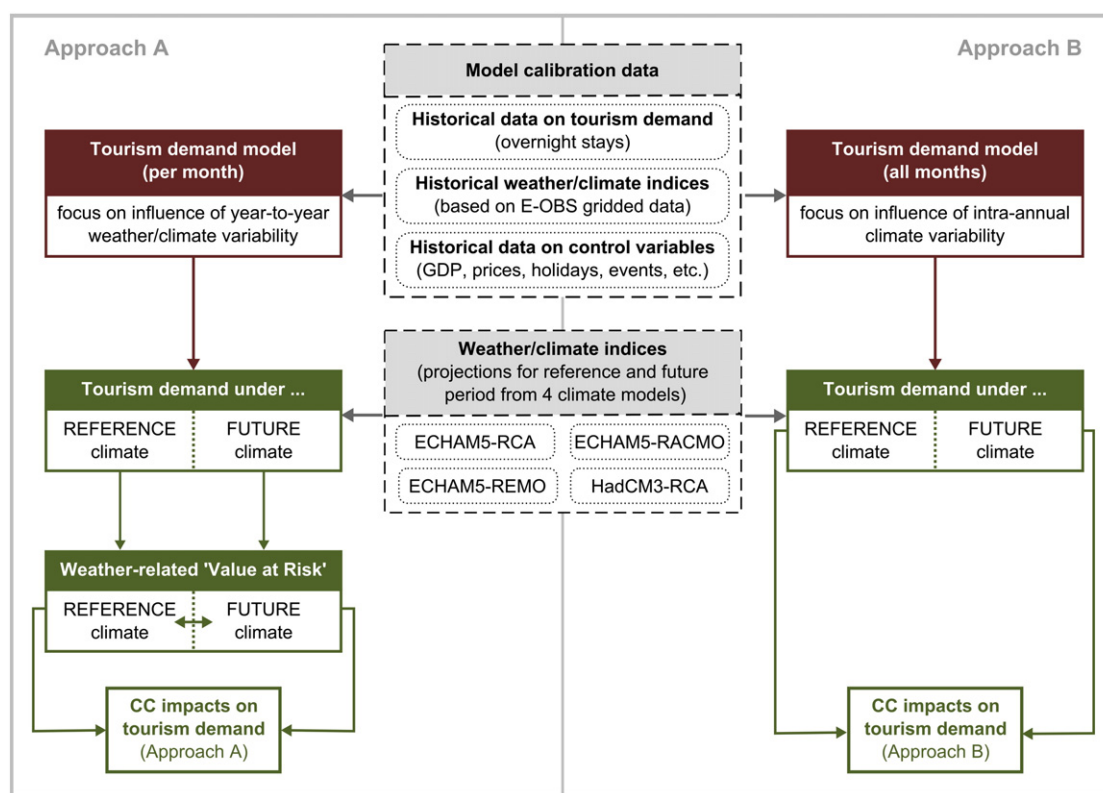 Approach A
Approach B
Model calibration data
Historical data on tourism demand
(overnight stays)
Historical weather/climate indices
(based on E-OBS gridded data)
Historical data on control variables
(GDP, prices, holidays, events, etc.)
Tourism demand model
(per month)
focus on influence of year-to-year
weather/climate variability
Tourism demand model
(all months)
focus on influence of intra-annual
climate variability
Weather/climate indices
(projections for reference and future
period from 4 climate models)
ECHAM5-RCA
ECHAM5-RACMO
ECHAM5-REMO
HadCM3-RCA
Tourism demand under ...
REFERENCE
climate
FUTURE
climate
Tourism demand under ...
REFERENCE
climate
FUTURE
climate
Weather-related 'Value at Risk'
REFERENCE
climate
FUTURE
climate
CC impacts on
tourism demand
(Approach A)
CC impacts on
tourism demand
(Approach B)